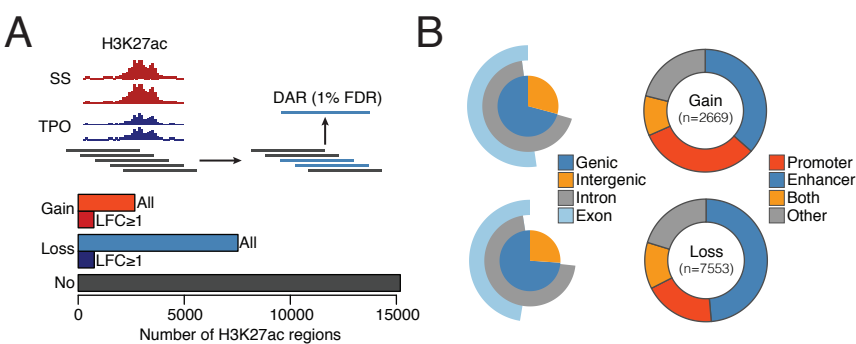 A
H3K27ac
SS
TPO
DAR (1% FDR)
Gain
All
LFC≥1
Loss
All
LFC≥1
No
0
5000
10000
15000
Number of H3K27ac regions
B
Genic
Intergenic
Intron
Exon
Gain
(n=2669)
Promoter
Enhancer
Both
Other
Loss
(n=7553)